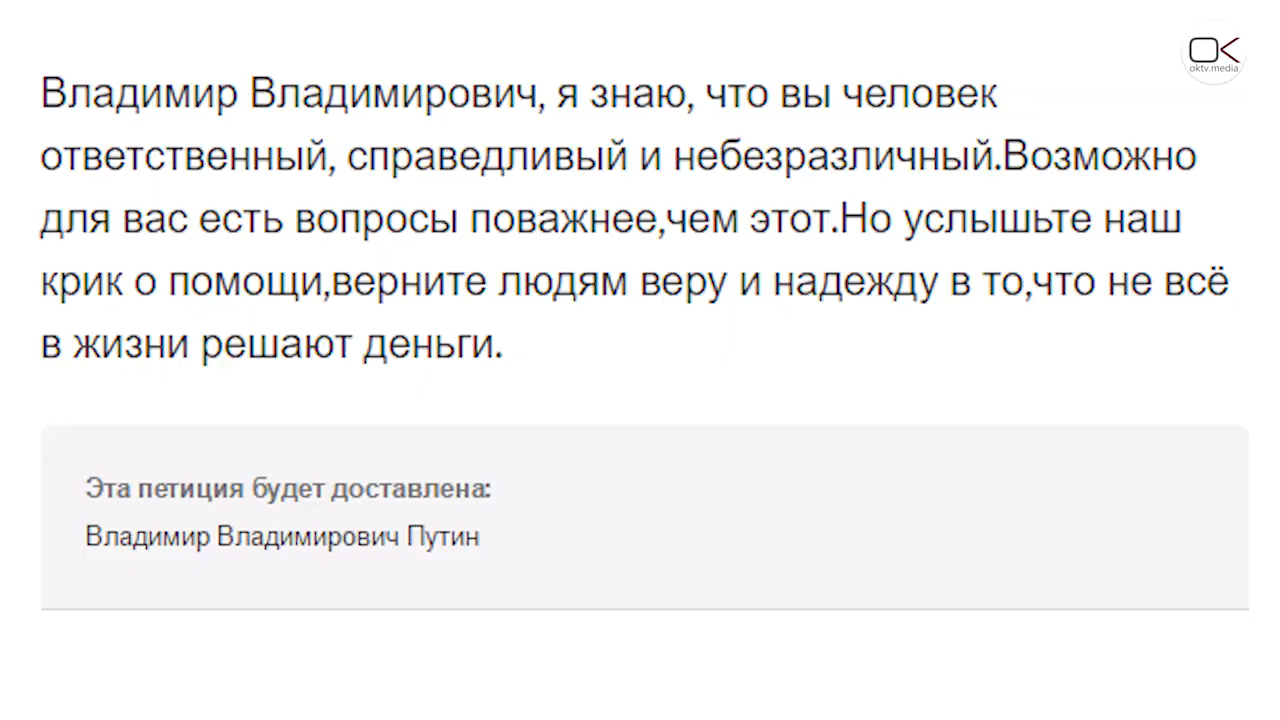 OK
oktv.media
Владимир Владимирович, я знаю, что вы человек
ответственный, справедливый и небезразличный.Возможно
для вас есть вопросы поважнее,чем этот.Но услышьте наш
крик о помощи,верните людям веру и надежду в то,что не всё
в жизни решают деньги.
Эта петиция будет доставлена:
Владимир Владимирович Путин